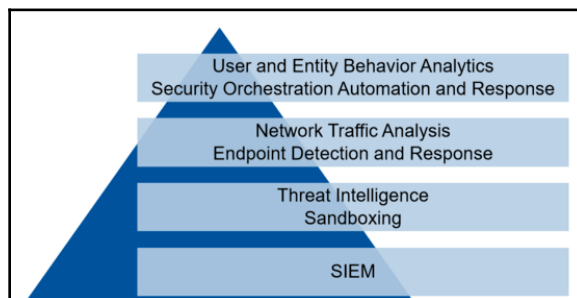 User and Entity Behavior Analytics
Security Orchestration Automation and Response
Network Traffic Analysis
Endpoint Detection and Response
Threat Intelligence
Sandboxing
SIEM